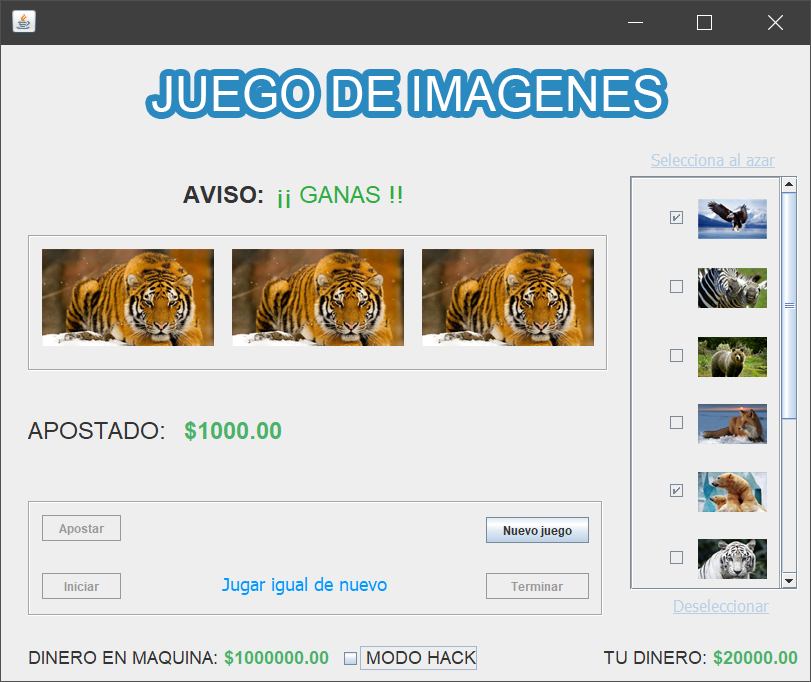 JUEGO DE IMAGENES
Selecciona al azar
AVISO: ¡¡ GANAS !!
APOSTADO: $1000.00
Apostar
Nuevo juego
Iniciar
Jugar igual de nuevo
Terminar
Deseleccionar
DINERO EN MAQUINA: $1000000.00 MODO HACK TU DINERO: $20000.00